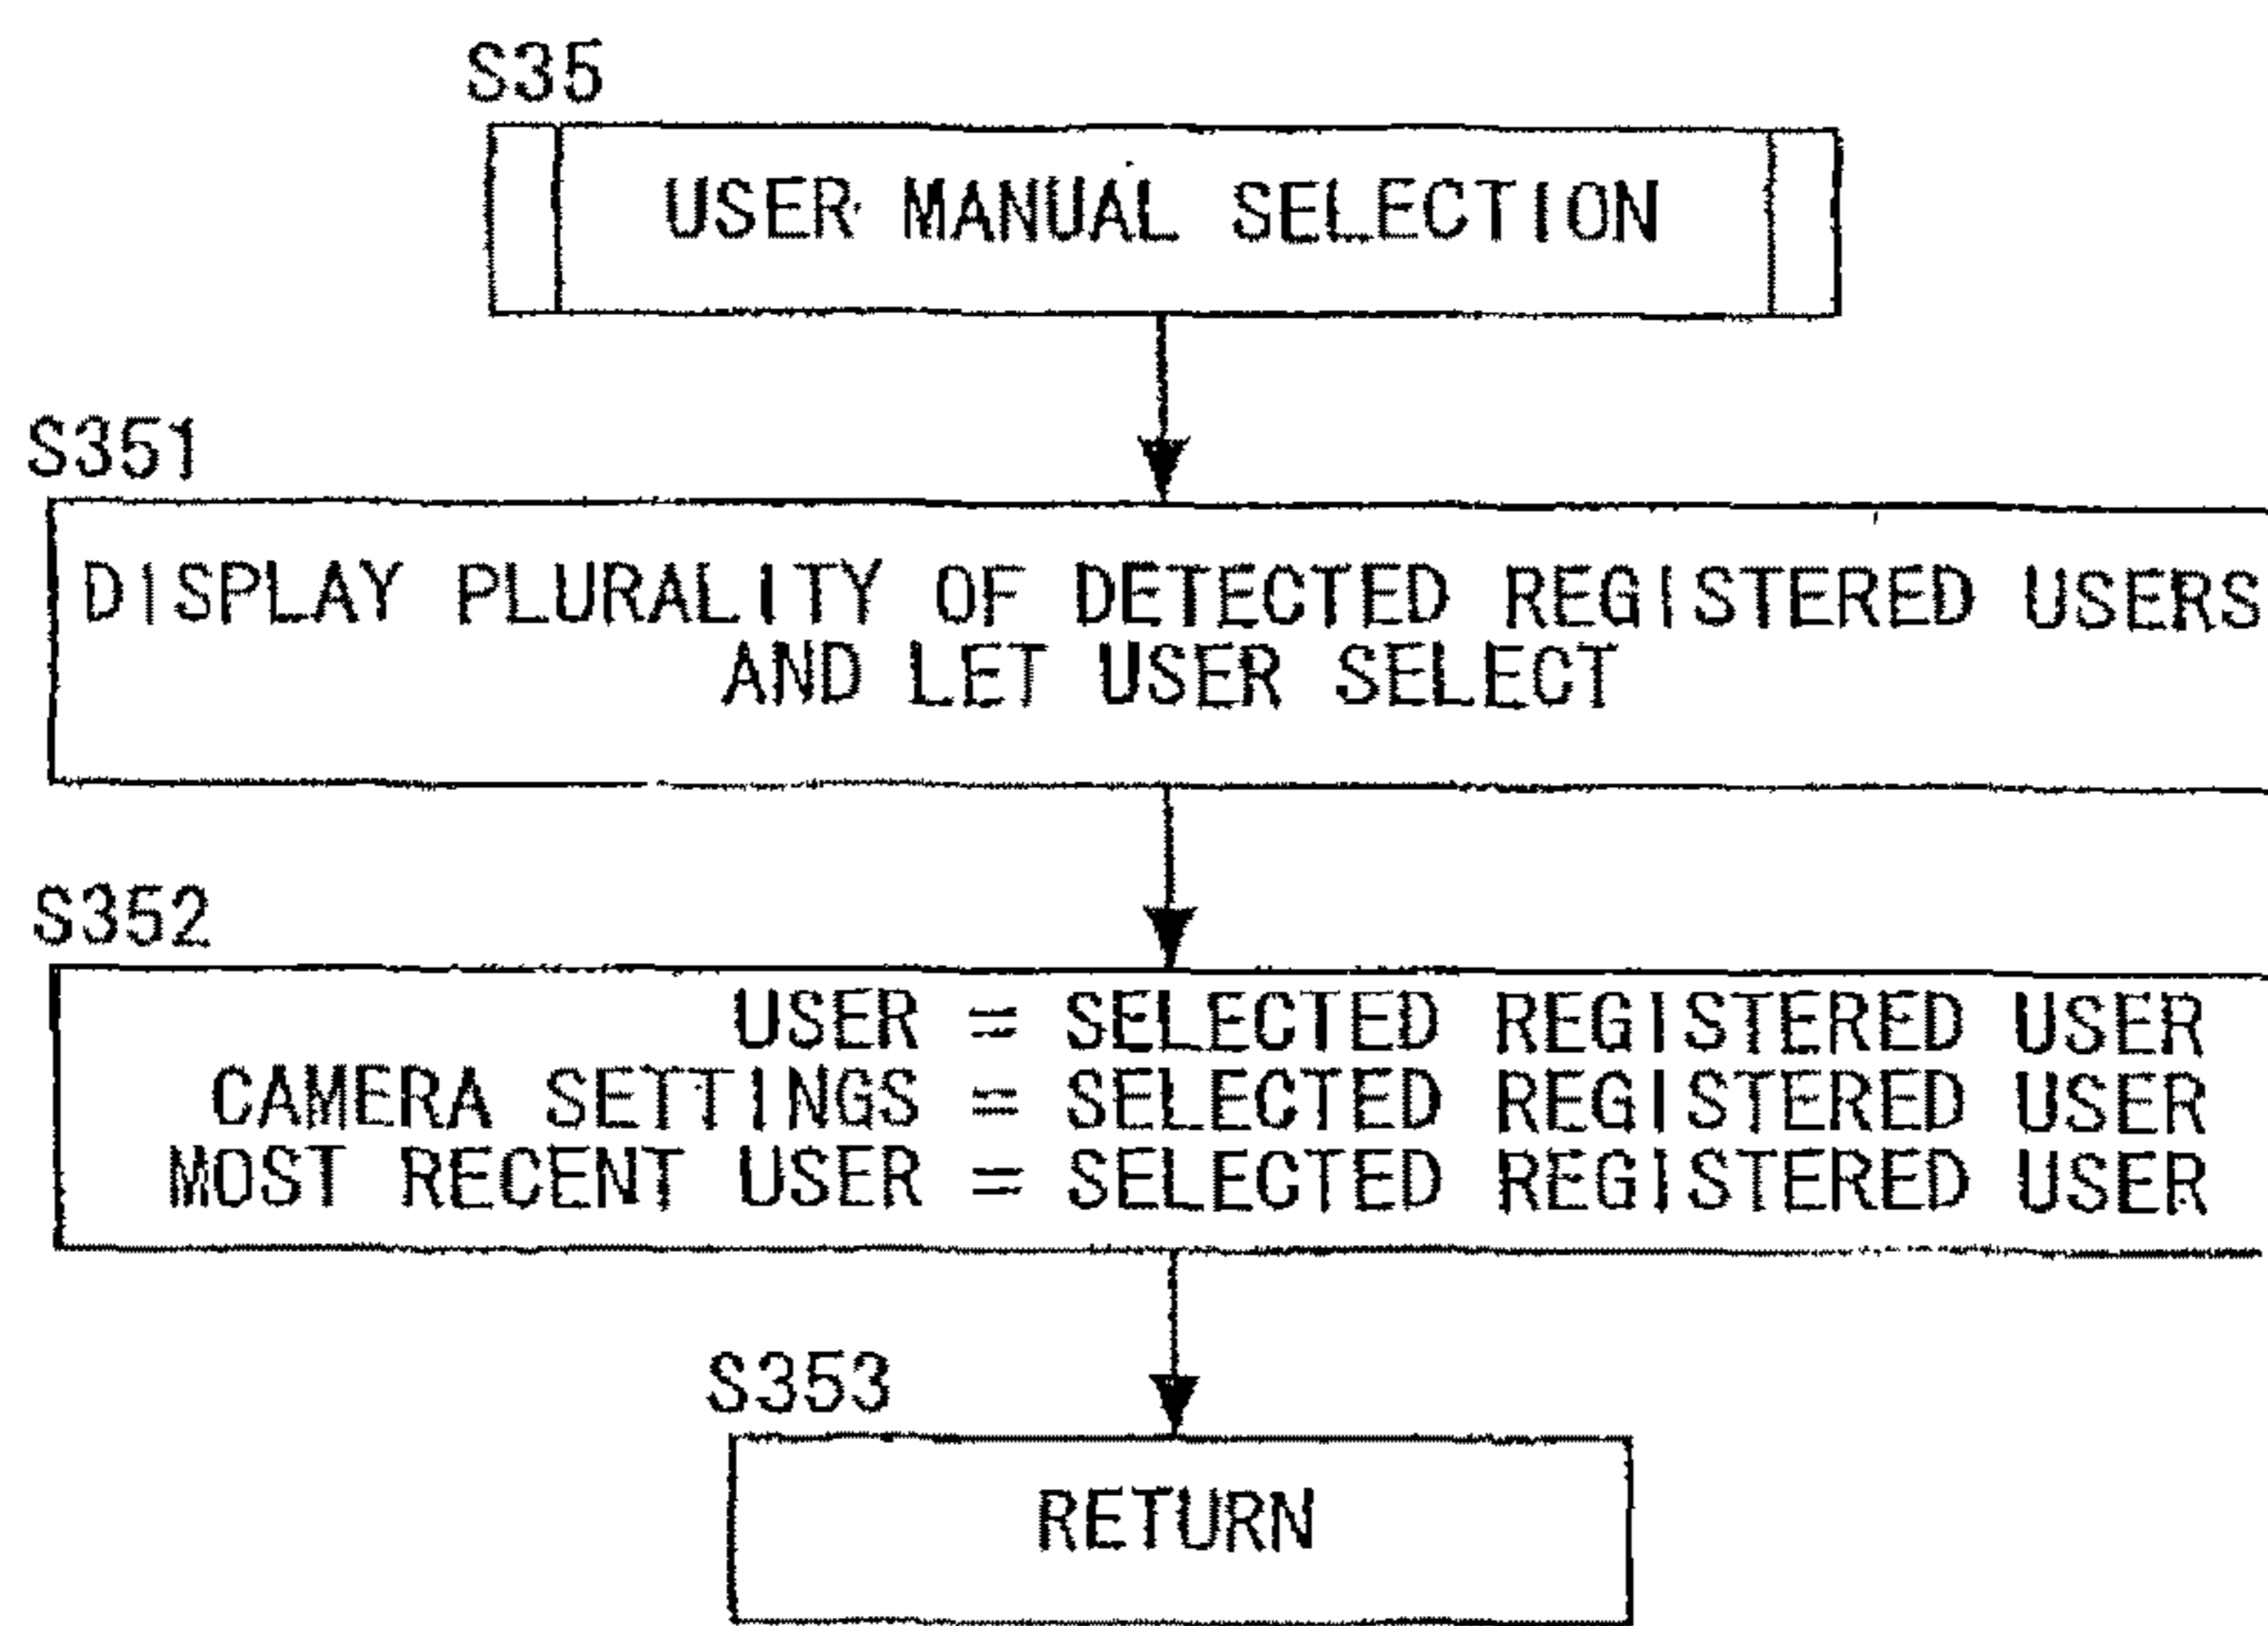 S35
USER MANUAL SELECTION
S351
DISPLAY PLURALITY OF DETECTED REGISTERED USERS
AND LET USER SELECT
S352
USER = SELECTED REGISTERED USER
CAMERA SETTINGS = SELECTED REGISTERED USER
MOST RECENT USER = SELECTED REGISTERED USER
S353
RETURN